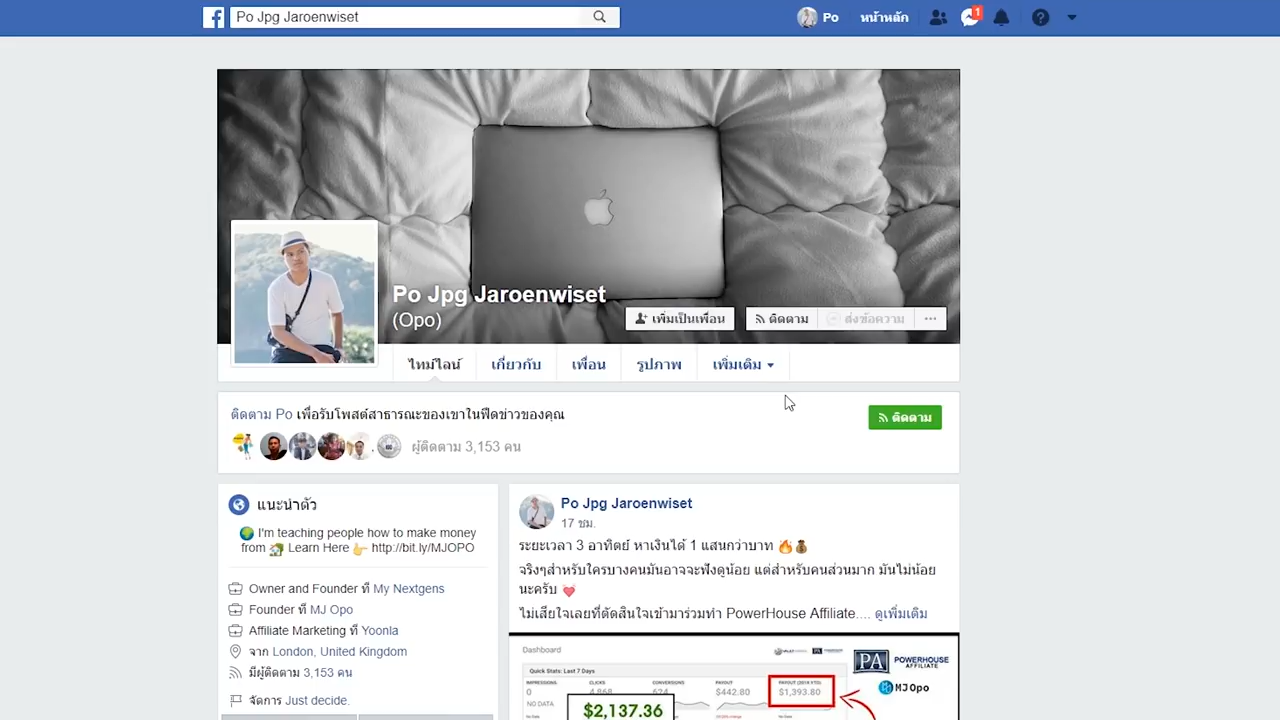 Po Jpg Jaroenwiset
Po
หน้าหลัก
1
Po Jpg Jaroenwiset
(Opo)
เพิ่มเป็นเพื่อน
ติดตาม
ส่งข้อความ
ไทม์ไลน์
เกี่ยวกับ
เพื่อน
รูปภาพ
เพิ่มเติม
ติดตาม Po เพื่อรับโพสต์สาธารณะของเขาในฟีดข่าวของคุณ
ติดตาม
ผู้ติดตาม 3,153 คน
แนะนำตัว
I'm teaching people how to make money
from Learn Here http://bit.ly/MJOPO
Owner and Founder ที่ My Nextgens
Founder ที่ MJ Opo
Affiliate Marketing ที่ Yoonla
จาก London, United Kingdom
มีผู้ติดตาม 3,153 คน
จัดการ Just decide.
Po Jpg Jaroenwiset
17 ชม.
ระยะเวลา 3 อาทิตย์ หาเงินได้ 1 แสนกว่าบาท 🔥💰
จริงๆสำหรับใครบางคนมันอาจจะฟังดูน้อย แต่สำหรับคนส่วนมาก มันไม่น้อย
นะครับ 💓
ไม่เสียใจเลยที่ตัดสินใจเข้ามาร่วมทำ PowerHouse Affiliate.... ดูเพิ่มเติม
Dashboard
Quick Stats: Last 7 Days
IMPRESSIONS
CLICKS
CONVERSIONS
PAYOUT
PAYOUT (2018 YTD)
0
4,868
624
$442.80
$1,393.80
NO DATA
$2,137.36
PA
POWERHOUSE
AFFILIATE
MJ Opo